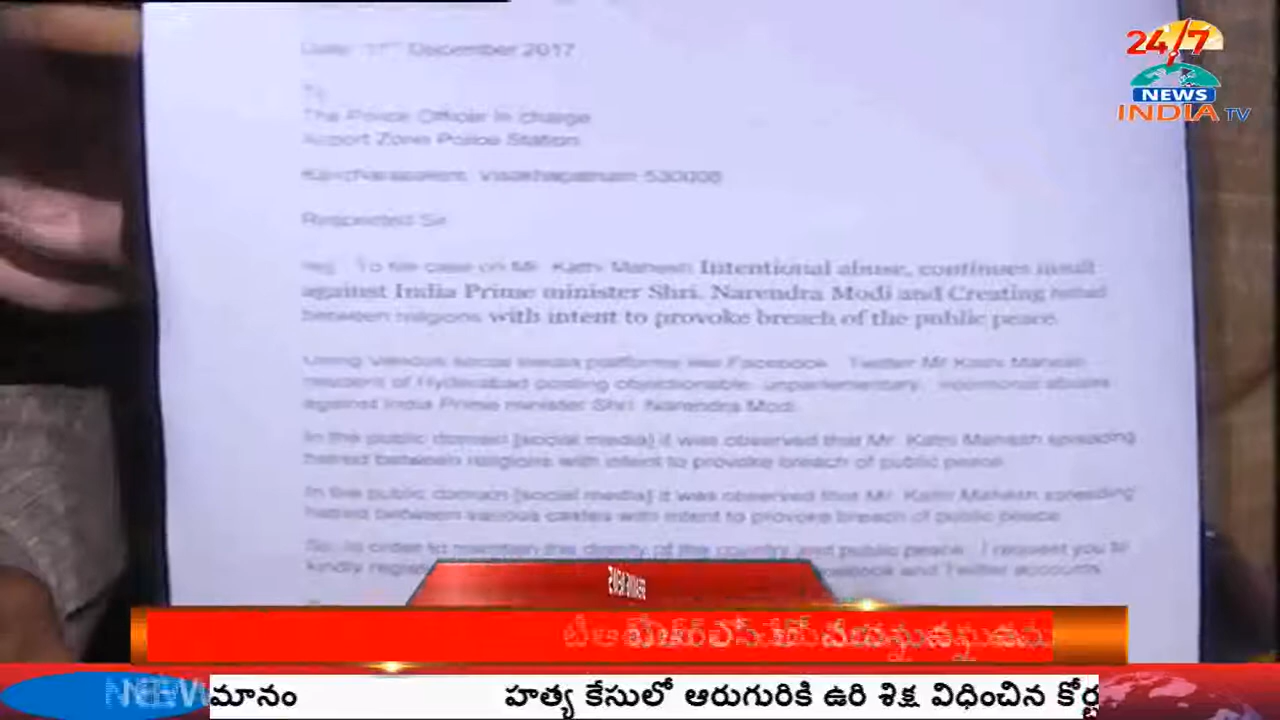 24/7
NEWS
INDIA TV
December 2017
The Police Officer in charge
Airport Zone Police Station
Visakhapatnam 530008
Respected Sir
To file case on Mr. Kathi Mahesh Intentional abuse, continues insult
against India Prime minister Shri. Narendra Modi and Creating hatred
between religions with intent to provoke breach of the public peace.
Using various social media platforms like Facebook, Twitter Mr Kathi Mahesh
resident of Hyderabad posting objectionable, unparlementary, abuses
against India Prime minister Shri. Narendra Modi.
In the public domain [social media] it was observed that Mr. Kathi Mahesh spreading
hatred between religions with intent to provoke breach of public peace
In the public domain [social media] it was observed that Mr. Kathi Mahesh spreading
hatred between various castes with intent to provoke breach of public peace
So, in order to maintain the dignity of the country and public peace, I request you to
kindly and Twitter accounts
మానం హత్య కేసులో ఆరుగురికి ఉరి శిక్ష విధించిన కోర్ట